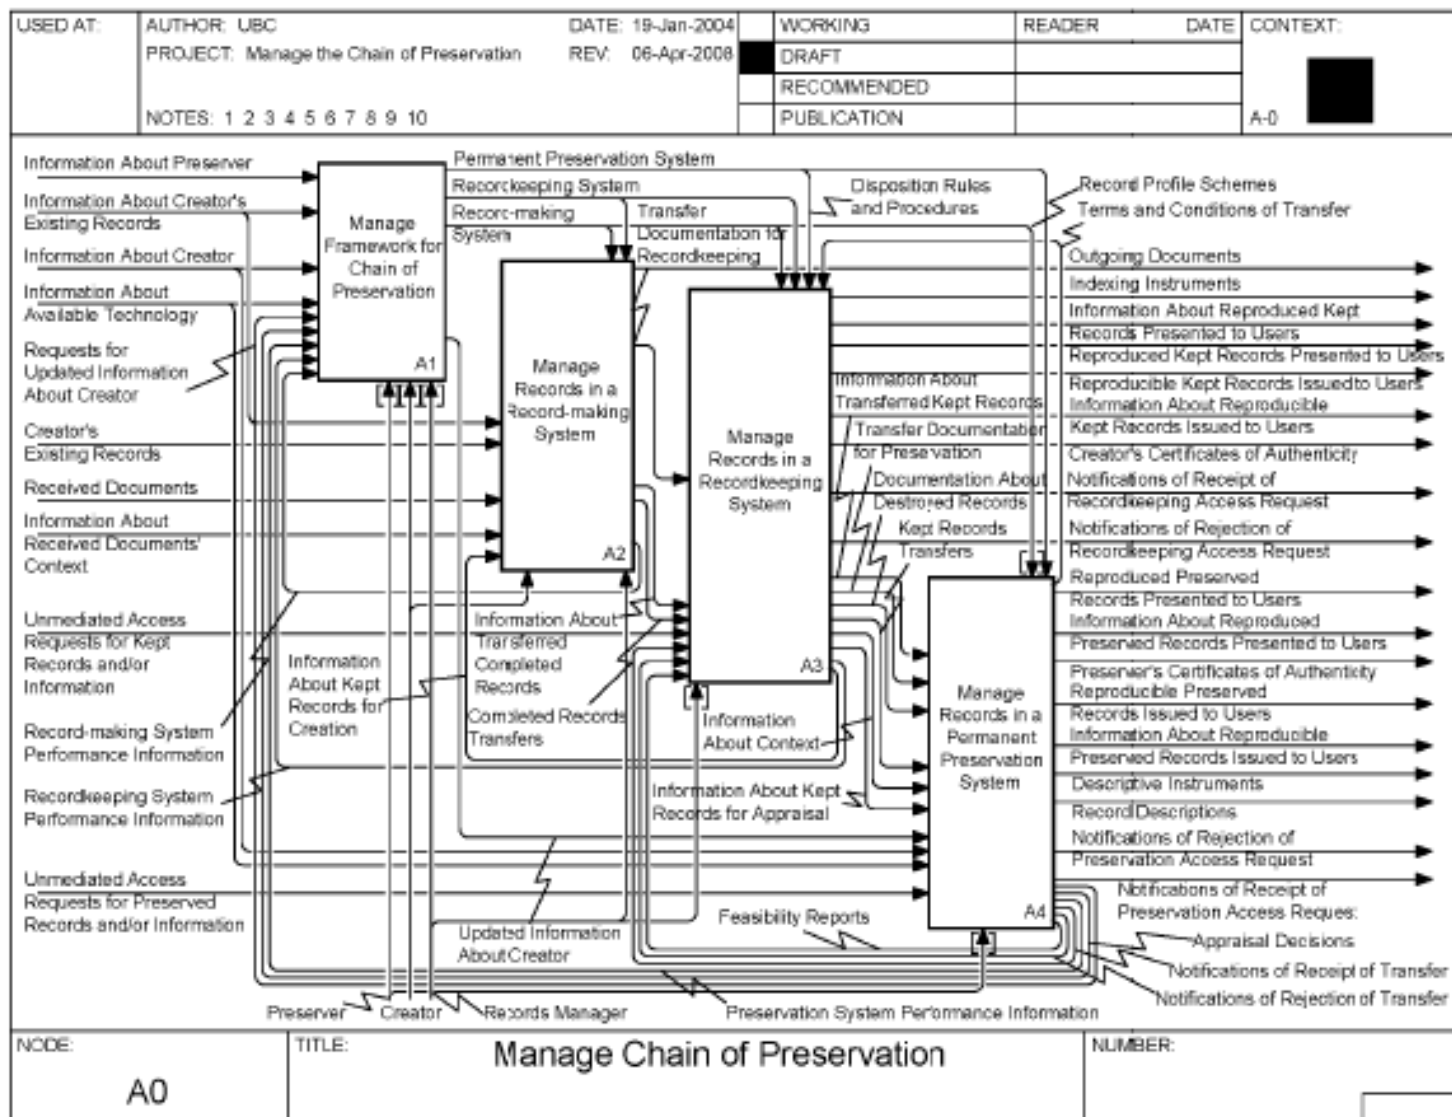 USED AT:
AUTHOR: UBC
DATE: 19-Jan-2004
PROJECT: Manage the Chain of Preservation
REV: 06-Apr-2008
NOTES: 1 2 3 4 5 6 7 8 9 10
WORKING
DRAFT
RECOMMENDED
PUBLICATION
READER
DATE
CONTEXT:
A-0
Information About Preserver
Information About Creator's
Existing Records
Information About Creator
Information About
Available Technology
Requests for
Updated Information
About Creator
Creator's
Existing Records
Received Documents
Information About
Received Documents'
Context
Unmediated Access
Requests for Kept
Records and/or
Information
Record-making System
Performance Information
Recordkeeping System
Performance Information
Unmediated Access
Requests for Preserved
Records and/or Information
Manage
Framework for
Chain of
Preservation
A1
Permanent Preservation System
Recordkeeping System
Record-making
System
Transfer
Documentation for
Recordkeeping
Disposition Rules
and Procedures
Record Profile Schemes
Terms and Conditions of Transfer
Manage
Records in a
Record-making
System
A2
Manage
Records in a
Recordkeeping
System
A3
Manage
Records in a
Permanent
Preservation
System
A4
Information About
Transferred Kept Records
Transfer Documentation
for Preservation
Documentation About
Destroyed Records
Kept Records
Transfers
Information About
Transferred
Completed
Records
Completed Records
Transfers
Information
About Kept
Records for
Creation
Information
About Context
Information About Kept
Records for Appraisal
Updated Information
About Creator
Feasibility Reports
Outgoing Documents
Indexing Instruments
Information About Reproduced Kept
Records Presented to Users
Reproduced Kept Records Presented to Users
Reproducible Kept Records Issued to Users
Information About Reproducible
Kept Records Issued to Users
Creator's Certificates of Authenticity
Notifications of Receipt of
Recordkeeping Access Request
Notifications of Rejection of
Recordkeeping Access Request
Reproduced Preserved
Records Presented to Users
Information About Reproduced
Preserved Records Presented to Users
Preserver's Certificates of Authenticity
Reproducible Preserved
Records Issued to Users
Information About Reproducible
Preserved Records Issued to Users
Descriptive Instruments
Record Descriptions
Notifications of Rejection of
Preservation Access Request
Notifications of Receipt of
Preservation Access Reques:
Appraisal Decisions
Notifications of Receipt of Transfer
Notifications of Rejection of Transfer
Preserver
Creator
Records Manager
Preservation System Performance Information
NODE:
A0
TITLE:
Manage Chain of Preservation
NUMBER: